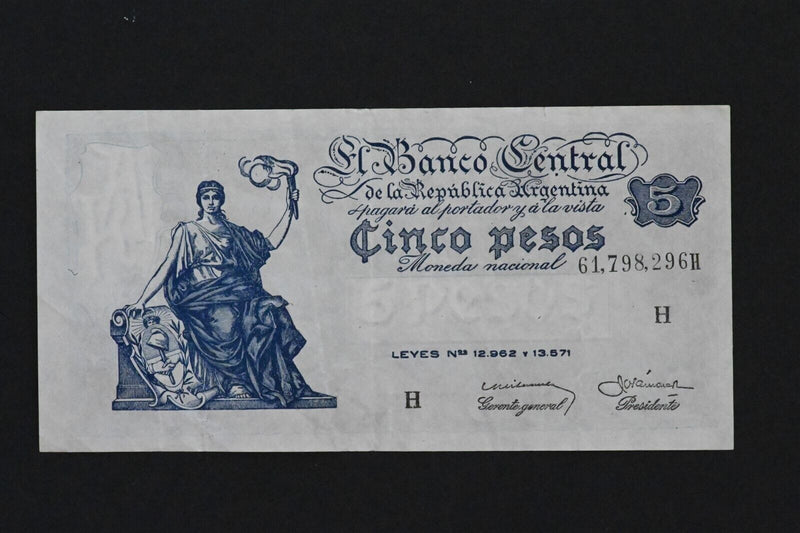 El Banco Central
de la República Argentina
pagará al portador y á la vista
5
Cinco pesos
Moneda nacional
61,798,296H
H
LEYES Nos 12.962 Y 13.571
H
Gerente general
Presidente